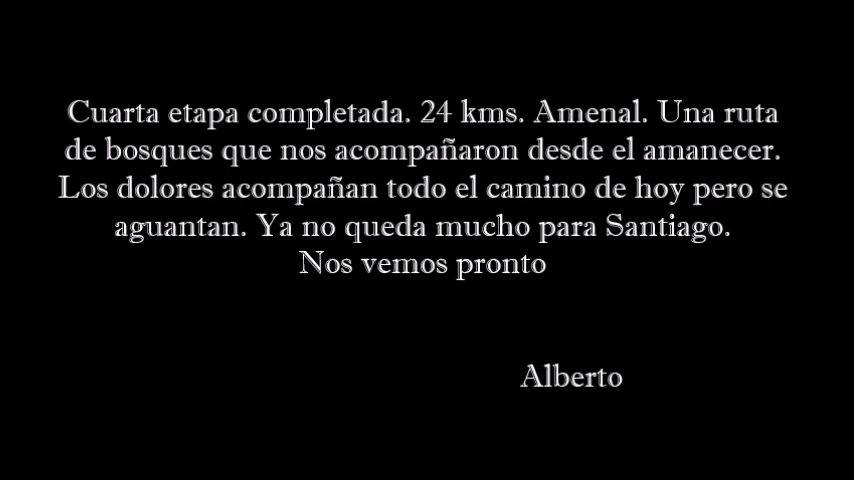 Cuarta etapa completada. 24 kms. Amenal. Una ruta
de bosques que nos acompañaron desde el amanecer.
Los dolores acompañan todo el camino de hoy pero se
aguantan. Ya no queda mucho para Santiago.
Nos vemos pronto
Alberto